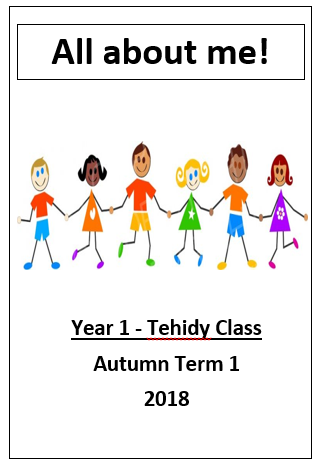 All about me!
Year 1 - Tehidy Class
Autumn Term 1
2018